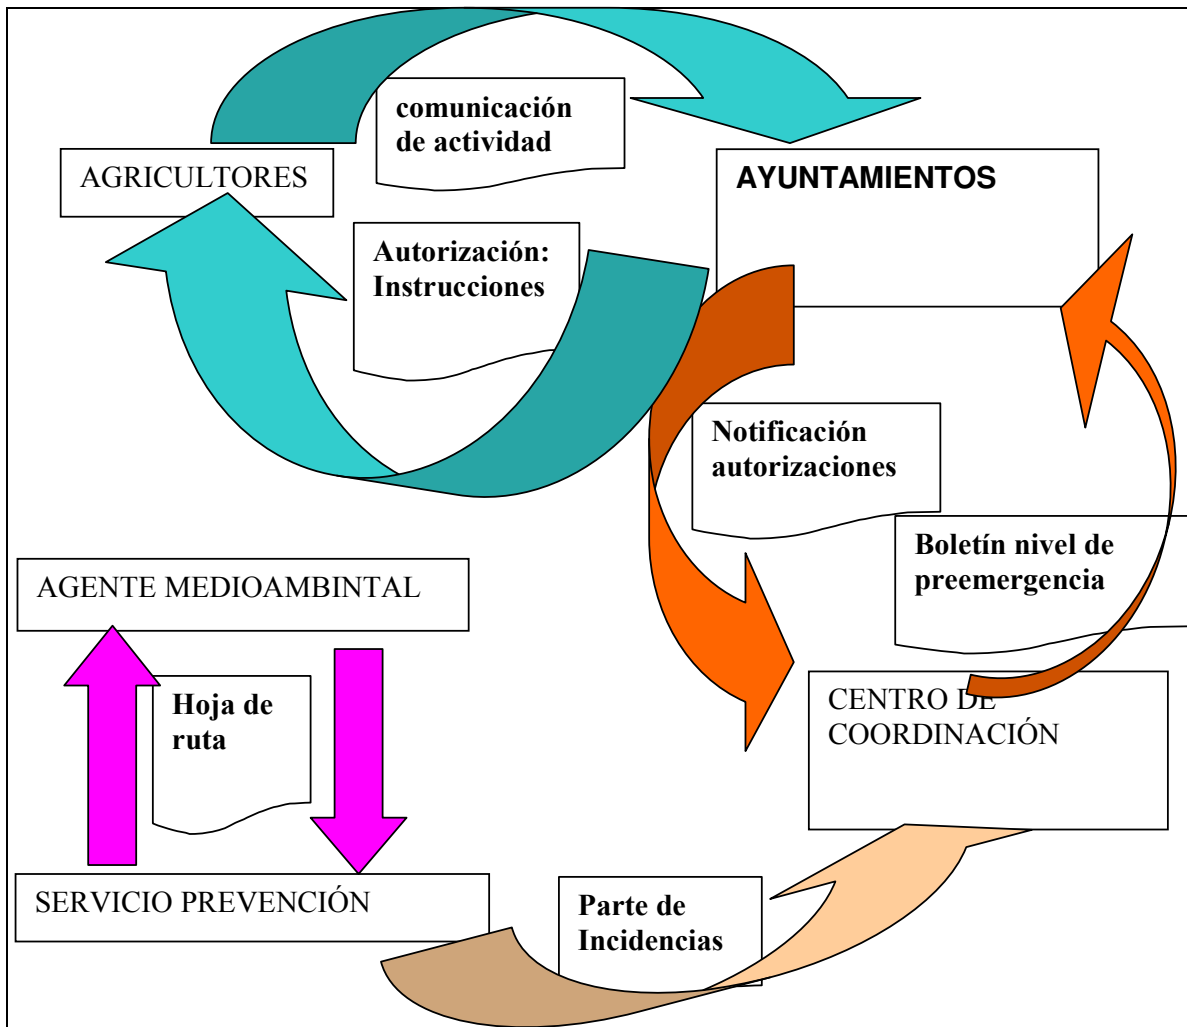 comunicación
de actividad
AGRICULTORES
AYUNTAMIENTOS
Autorización:
Instrucciones
Notificación
autorizaciones
Boletín nivel de
preemergencia
AGENTE MEDIOAMBINTAL
Hoja de
ruta
CENTRO DE
COORDINACIÓN
SERVICIO PREVENCIÓN
Parte de
Incidencias